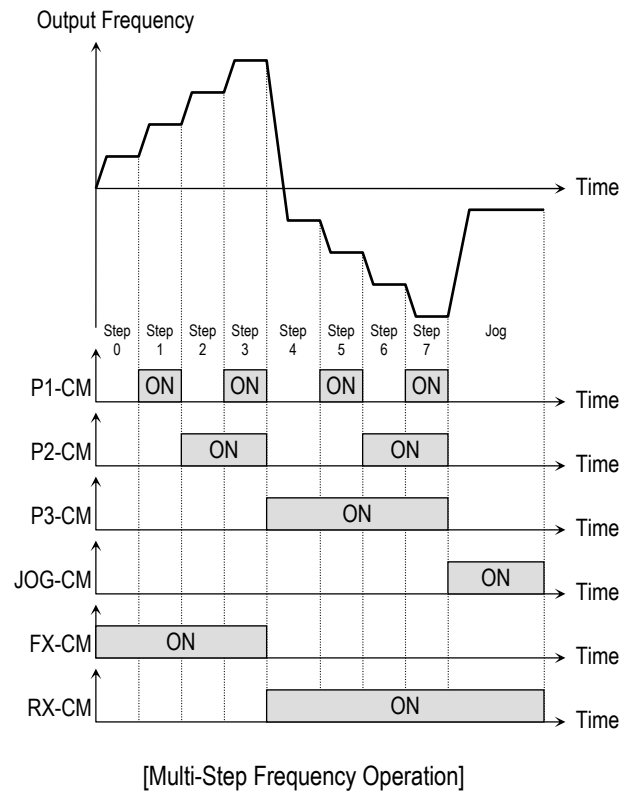 Output Frequency
Time
Step 0
Step 1
Step 2
Step 3
Step 4
Step 5
Step 6
Step 7
Jog
P1-CM
ON
ON
ON
ON
Time
P2-CM
ON
ON
Time
P3-CM
ON
Time
JOG-CM
ON
Time
FX-CM
ON
Time
RX-CM
ON
Time
[Multi-Step Frequency Operation]